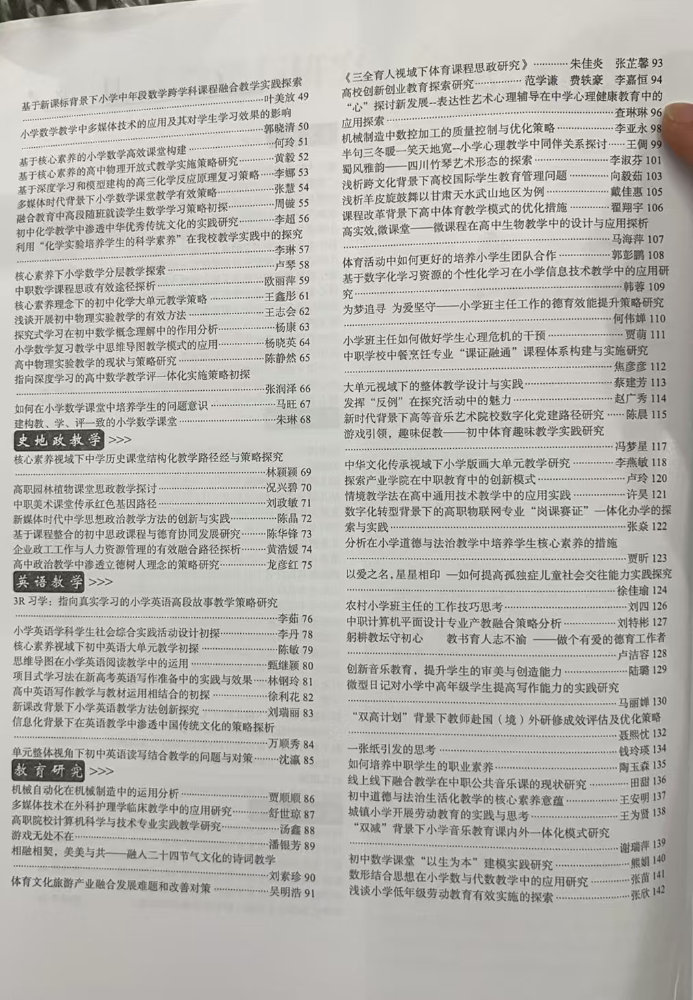 基于新课标背景下小学中年段数学跨学科课程融合教学实践探索
叶美放 49
小学数学教学中多媒体技术的应用及其对学生学习效果的影响
郭晓清 50
基于核心素养的小学数学高效课堂构建 何玲 51
基于核心素养的高中物理开放式教学实施策略研究 黄毅 52
基于深度学习和模型建构的高三化学反应原理复习策略 李娜 53
多媒体时代背景下小学数学课堂教学有效策略 张慧 54
融合教育中高段随班就读学生数学学习策略初探 周傲 55
初中化学教学中渗透中华优秀传统文化的实践研究 李超 56
利用“化学实验培养学生的科学素养”在我校教学实践中的探究
李琳 57
核心素养下小学数学分层教学探索 卢琴 58
中职数学课程思政有效途径探析 欧丽萍 59
核心素养理念下的初中化学大单元教学策略 王鑫彤 61
浅谈开展初中物理实验教学的有效方法 王志会 62
探究式学习在初中数学概念理解中的作用分析 杨康 63
小学数学复习教学中思维导图教学模式的应用 杨晓英 64
高中物理实验教学的现状与策略研究 陈静然 65
指向深度学习的高中数学教学评一体化实施策略初探
张润泽 66
如何在小学数学课堂中培养学生的问题意识 马旺 67
建构教、学、评一致的小学数学课堂 朱琳 68
史地政教学 >>>
核心素养视域下中学历史课堂结构化教学路径经与策略探究
林颖颖 69
高职园林植物课堂思政教学探讨 况兴碧 70
中职美术课堂传承红色基因路径 刘政敏 71
新媒体时代中学思想政治教学方法的创新与实践 陈晶 72
基于课程整合的初中思政课程与德育协同发展研究 陈华锋 73
企业政工工作与人力资源管理的有效融合路径探析 黄浩媛 74
高中政治教学中渗透立德树人理念的策略研究 龙彦红 75
英语教学 >>>
3R 习学：指向真实学习的小学英语高段故事教学策略研究
李茹 76
小学英语学科学生社会综合实践活动设计初探 李丹 78
核心素养视域下初中英语大单元教学初探 陈敏 79
思维导图在小学英语阅读教学中的运用 甄继颖 80
项目式学习法在新高考英语写作准备中的实践与效果 林钢玲 81
高中英语写作教学与教材运用相结合的初探 徐利花 82
新课改背景下小学英语教学方法创新探究 刘瑞丽 83
信息化背景下在英语教学中渗透中国传统文化的策略探析
万顺秀 84
单元整体视角下初中英语读写结合教学的问题与对策 沈瀛 85
教育研究 >>>
机械自动化在机械制造中的运用分析 贾顺顺 86
多媒体技术在外科护理学临床教学中的应用研究 舒世琼 87
高职院校计算机科学与技术专业实践教学研究 汤鑫 88
游戏无处不在 潘银芳 89
相融相契，美美与共——融入二十四节气文化的诗词教学
刘素珍 90
体育文化旅游产业融合发展难题和改善对策 吴明浩 91
《三全育人视域下体育课程思政研究》 朱佳炎 张芷馨 93
高校创新创业教育探索研究 范学谦 费轶豪 李嘉恒 94
“心”探讨新发展--表达性艺术心理辅导在中学心理健康教育中的
应用探索 查琳琳 96
机械制造中数控加工的质量控制与优化策略 李亚永 98
半句三冬暖一笑天地宽--小学心理教学中同伴关系探讨 王倜 99
蜀风雅韵——四川竹琴艺术形态的探索 李淑芬 101
浅析跨文化背景下高校国际学生教育管理问题 向毅茹 103
浅析羊皮旋鼓舞以甘肃天水武山地区为例 戴佳惠 105
课程改革背景下高中体育教学模式的优化措施 翟翔宇 106
高实效,微课堂——微课程在高中生物教学中的设计与应用探析
马海萍 107
体育活动中如何更好的培养小学生团队合作 郭彭鹏 108
基于数字化学习资源的个性化学习在小学信息技术教学中的应用研
究 韩蓉 109
为梦追寻 为爱坚守——小学班主任工作的德育效能提升策略研究
何伟婵 110
小学班主任如何做好学生心理危机的干预 贾萌 111
中职学校中餐烹饪专业“课证融通”课程体系构建与实施研究
焦彦彦 112
大单元视域下的整体教学设计与实践 蔡建芳 113
发挥“反例”在探究活动中的魅力 赵广秀 114
新时代背景下高等音乐艺术院校数字化党建路径研究 陈晨 115
游戏引领，趣味促教——初中体育趣味教学实践研究
冯梦星 117
中华文化传承视域下小学版画大单元教学研究 李燕敏 118
探索产业学院在中职教育中的创新模式 卢玲 120
情境教学法在高中通用技术教学中的应用实践 许昊 121
数字化转型背景下的高职物联网专业“岗课赛证”一体化办学的探
索与实践 张焱 122
分析在小学道德与法治教学中培养学生核心素养的措施
贾昕 123
以爱之名,星星相印 —如何提高孤独症儿童社会交往能力实践探究
徐佳瑜 124
农村小学班主任的工作技巧思考 刘四 126
中职计算机平面设计专业产教融合策略分析 刘特彬 127
躬耕教坛守初心 教书育人志不渝 ——做个有爱的德育工作者
卢洁容 128
创新音乐教育，提升学生的审美与创造能力 陆璐 129
微型日记对小学中高年级学生提高写作能力的实践研究
马丽婵 130
“双高计划”背景下教师赴国（境）外研修成效评估及优化策略
聂熙忱 132
一张纸引发的思考 钱玲瑛 134
如何培养中职学生的职业素养 陶玉森 135
线上线下融合教学在中职公共音乐课的现状研究 田甜 136
初中道德与法治生活化教学的核心素养意蕴 王安明 137
城镇小学开展劳动教育的实践与思考 王为贤 138
“双减”背景下小学音乐教育课内外一体化模式研究
谢瑞萍 139
初中数学课堂“以生为本”建模实践研究 熊娟 140
数形结合思想在小学数与代数教学中的应用研究 张苗 141
浅谈小学低年级劳动教育有效实施的探索 张欣 142